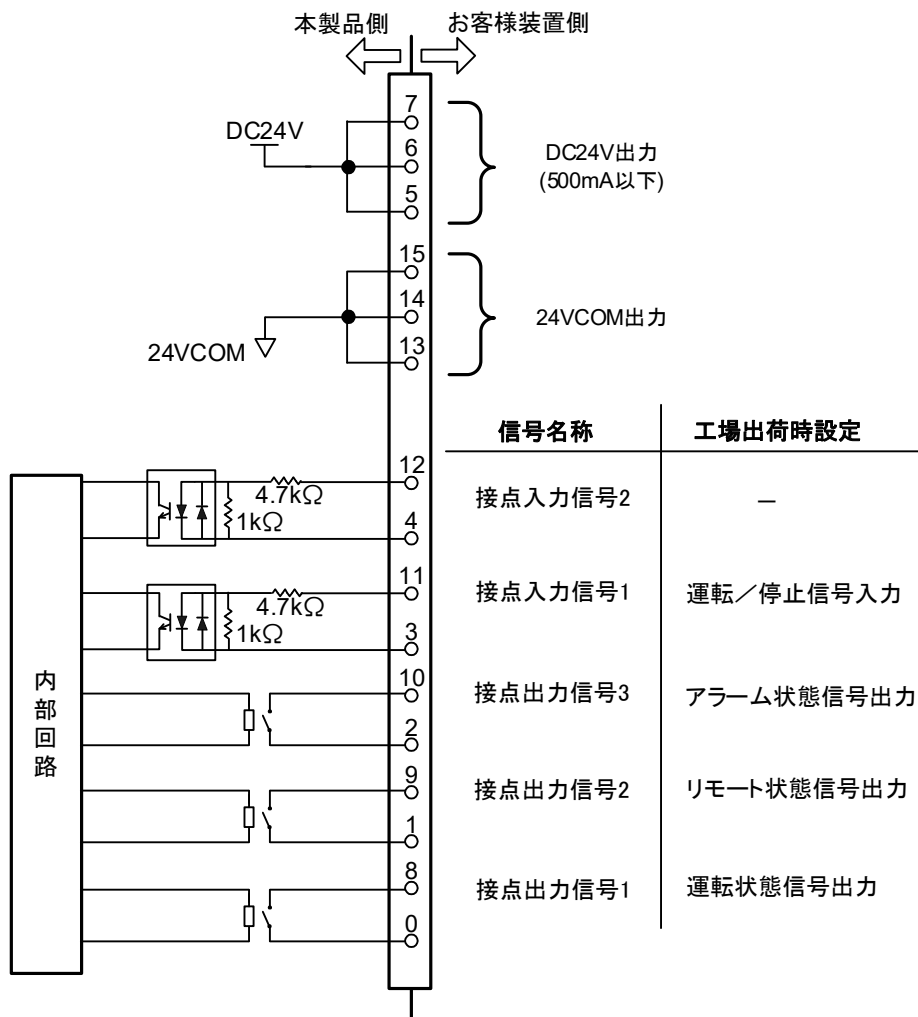 本製品側
お客様装置側
7
DC24V
6
5
DC24V出力
(500mA以下)
15
14
24VCOM
13
24VCOM出力
信号名称
工場出荷時設定
12
4.7kΩ
1kΩ
4
接点入力信号2
－
11
4.7kΩ
1kΩ
3
接点入力信号1
運転／停止信号入力
10
2
接点出力信号3
アラーム状態信号出力
9
1
接点出力信号2
リモート状態信号出力
8
0
接点出力信号1
運転状態信号出力
内部回路